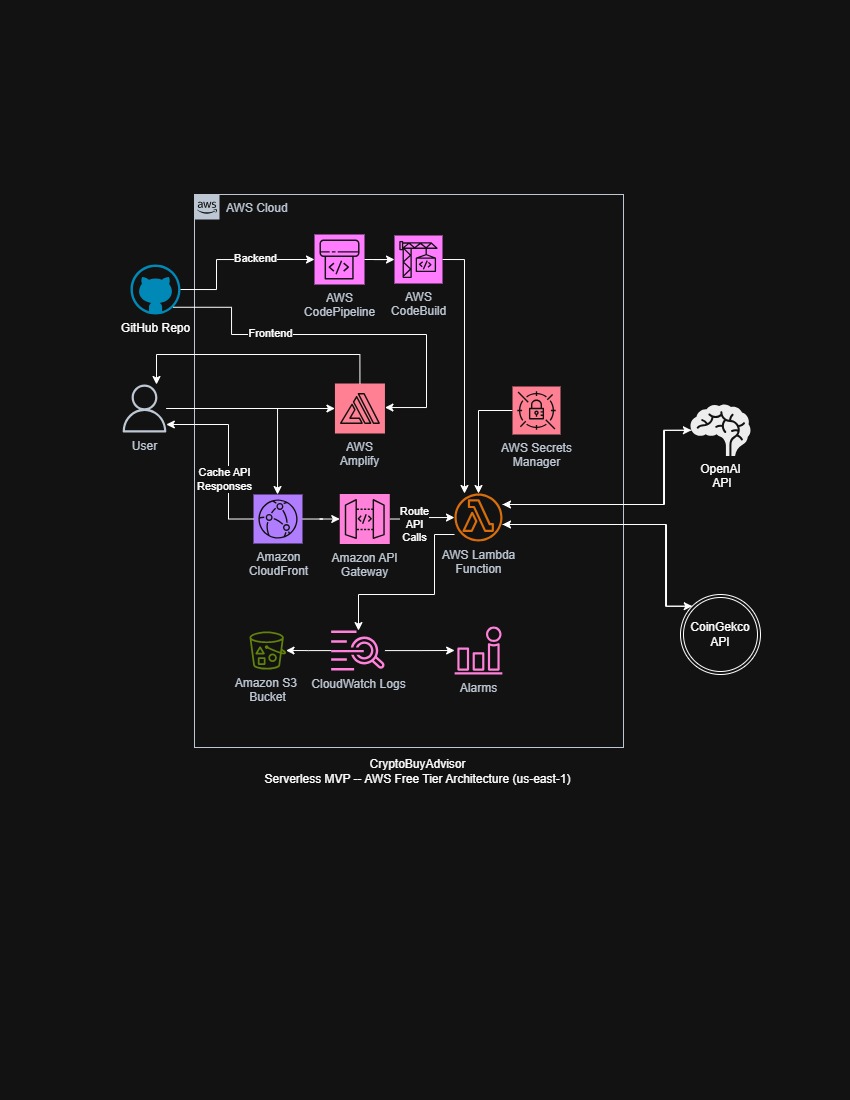 aws
AWS Cloud
Backend
AWS
CodePipeline
AWS
CodeBuild
GitHub Repo
Frontend
User
AWS
Amplify
AWS Secrets
Manager
OpenAI
API
Cache API
Responses
Route
API
Calls
Amazon
CloudFront
Amazon API
Gateway
AWS Lambda
Function
CoinGekco
API
Amazon S3
Bucket
CloudWatch Logs
Alarms
CryptoBuyAdvisor
Serverless MVP – AWS Free Tier Architecture (us-east-1)